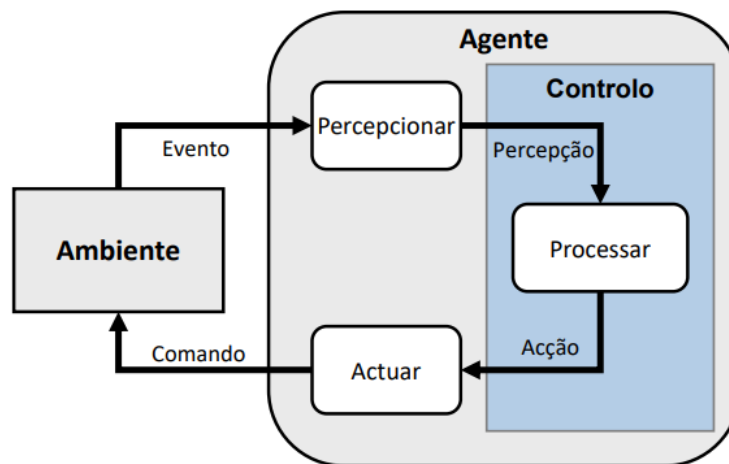 Agente
Controlo
Percepcionar
Evento
Percepção
Ambiente
Processar
Comando
Actuar
Acção